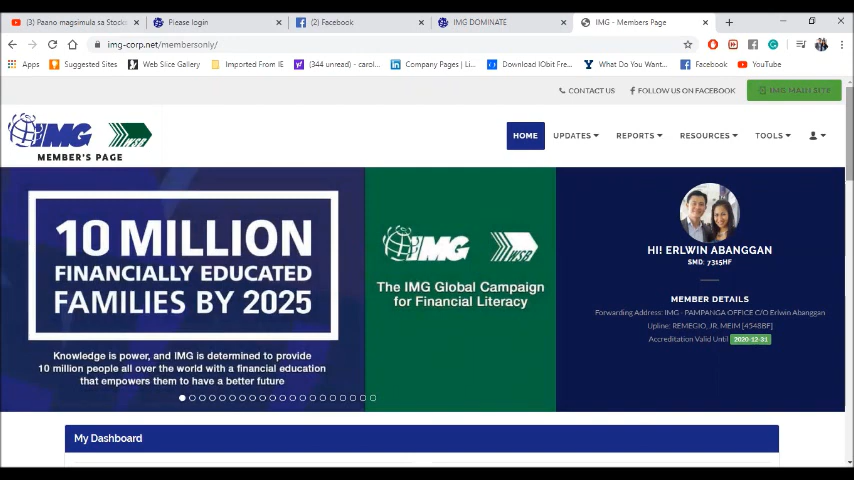 (3) Paano magsimula sa Stocks
Please login
(2) Facebook
IMG DOMINATE
IMG - Members Page
img-corp.net/membersonly/
Apps
Suggested Sites
Web Slice Gallery
Imported From IE
(344 unread) - carol...
Company Pages | Li...
Download IObit Fre...
What Do You Want...
Facebook
YouTube
CONTACT US
FOLLOW US ON FACEBOOK
IMG MAIN SITE
IMG WSA
MEMBER'S PAGE
HOME
UPDATES
REPORTS
RESOURCES
TOOLS
10 MILLION
FINANCIALLY EDUCATED
FAMILIES BY 2025
Knowledge is power, and IMG is determined to provide
10 million people all over the world with a financial education
that empowers them to have a better future
IMG WSA
The IMG Global Campaign
for Financial Literacy
HI! ERLWIN ABANGGAN
SMD: 7315HF
MEMBER DETAILS
Forwarding Address: IMG - PAMPANGA OFFICE C/O Erlwin Abanggan
Upline: REMEGIO, JR. MEIM [4548BF]
Accreditation Valid Until 2020-12-31
My Dashboard